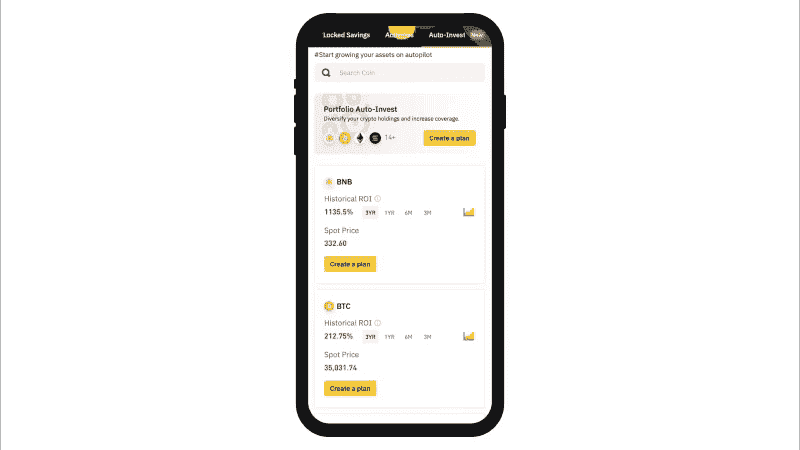 Locked Savings Auto-Invest New
#Start growing your assets on autopilot
Search Coin
Portfolio Auto-Invest
Diversify your crypto holdings and increase coverage.
14+ Create a plan
BNB
Historical ROI
1135.5% 3YR 1YR 6M 3M
Spot Price
332.60
Create a plan
BTC
Historical ROI
212.75% 3YR 1YR 6M 3M
Spot Price
35,031.74
Create a plan